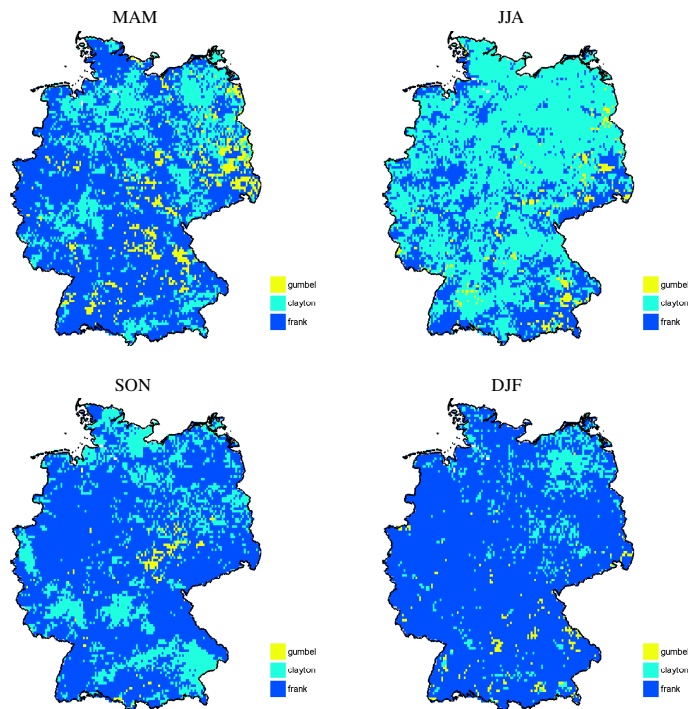 MAM
gumbel
clayton
frank
JJA
gumbel
clayton
frank
SON
gumbel
clayton
frank
DJF
gumbel
clayton
frank